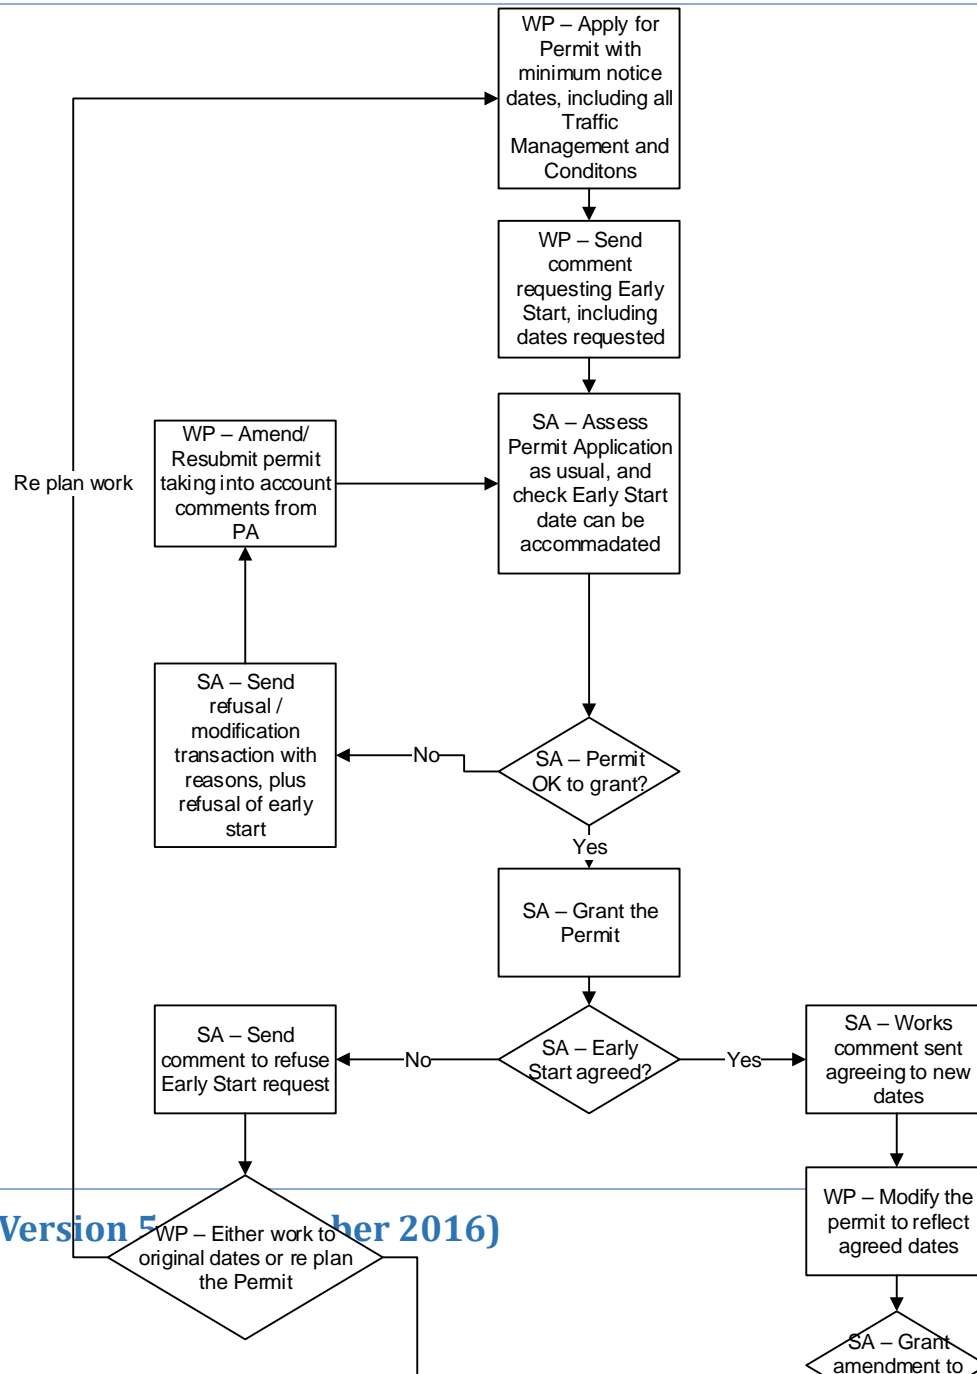 WP – Apply for
Permit with
minimum notice
dates, including all
Traffic
Management and
Conditons
WP – Send
comment
requesting Early
Start, including
dates requested
WP – Amend/
Resubmit permit
taking into account
comments from
PA
SA – Assess
Permit Application
as usual, and
check Early Start
date can be
accommadated
Re plan work
SA – Send
refusal /
modification
transaction with
reasons, plus
refusal of early
start
No
SA – Permit
OK to grant?
Yes
SA – Grant the
Permit
SA – Send
comment to refuse
Early Start request
No
SA – Early
Start agreed?
Yes
SA – Works
comment sent
agreeing to new
dates
WP – Modify the
permit to reflect
agreed dates
Version 5 ber 2016)
WP – Either work to
original dates or re plan
the Permit
SA – Grant
amendment to